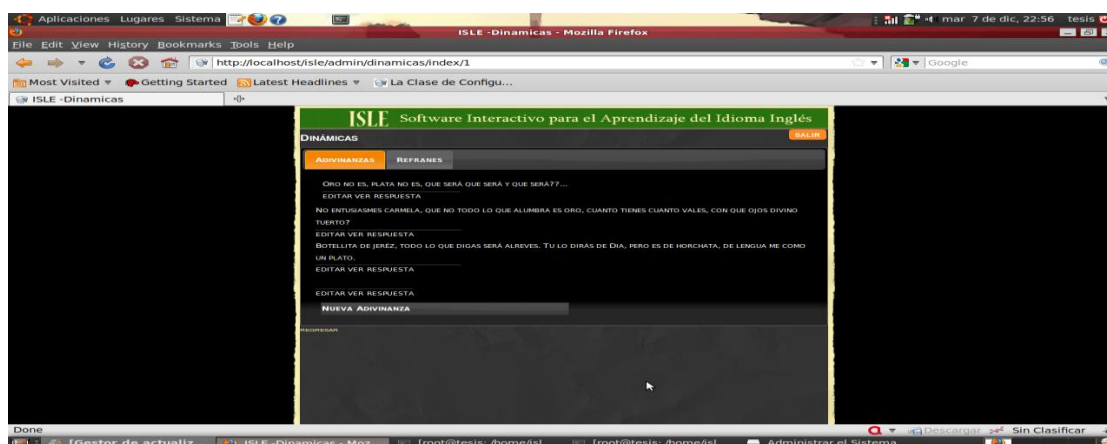 Aplicaciones Lugares Sistema mar 7 de dic, 22:56 tesis
ISLE -Dinamicas - Mozilla Firefox
File Edit View History Bookmarks Tools Help
http://localhost/isle/admin/dinamicas/index/1 Google
Most Visited Getting Started Latest Headlines La Clase de Configu...
ISLE -Dinamicas
ISLE Software Interactivo para el Aprendizaje del Idioma Inglés
DINÁMICAS SALIR
ADIVINANZAS REFRANES
ORO NO ES, PLATA NO ES, QUE SERÁ QUE SERÁ Y QUE SERÁ??...
EDITAR VER RESPUESTA
NO ENTUSIASMES CARMELA, QUE NO TODO LO QUE ALUMBRA ES ORO, CUANTO TIENES CUANTO VALES, CON QUE OJOS DIVINO
TUERTO?
EDITAR VER RESPUESTA
BOTELLITA DE JERÉZ, TODO LO QUE DIGAS SERÁ ALREVES. TU LO DIRÁS DE DIA, PERO ES DE HORCHATA, DE LENGUA ME COMO
UN PLATO.
EDITAR VER RESPUESTA
EDITAR VER RESPUESTA
NUEVA ADIVINANZA
REGRESAR
Done Descargar Sin Clasificar
[Gestor de actualiz... ISLE -Dinamicas - Moz... [root@tesis: /home/isl... [root@tesis: /home/isl... Administrar el Sistema